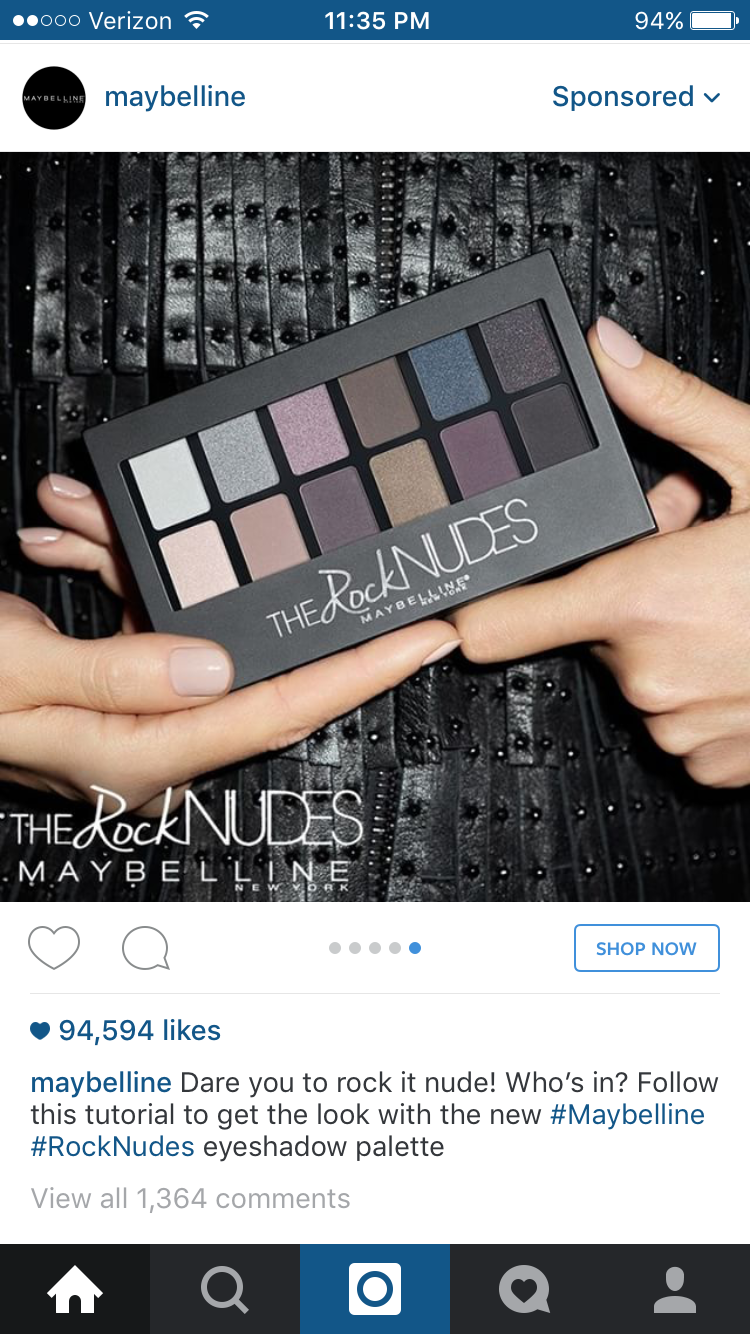 Verizon 11:35 PM 94%
MAYBELLINE
maybelline Sponsored
THE Rock NUDES
MAYBELLINE
NEW YORK
THE Rock NUDES
MAYBELLINE
NEW YORK
SHOP NOW
94,594 likes
maybelline Dare you to rock it nude! Who’s in? Follow
this tutorial to get the look with the new #Maybelline
#RockNudes eyeshadow palette
View all 1,364 comments